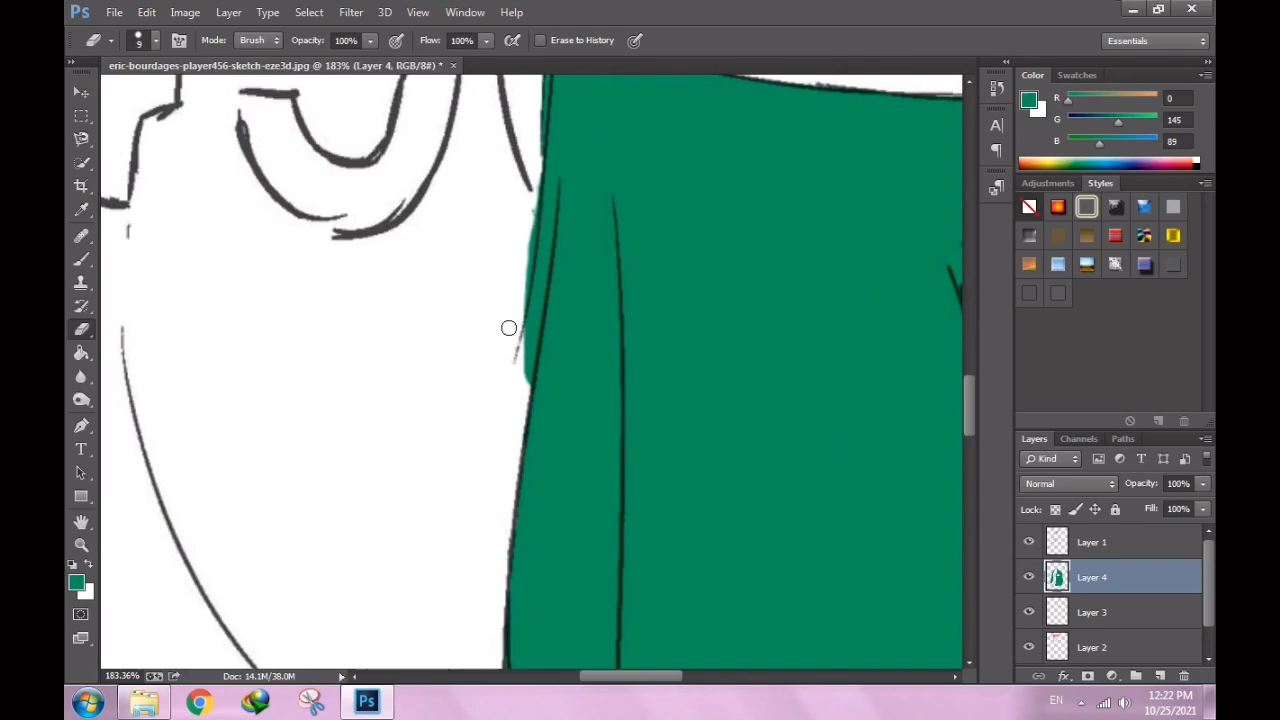 Ps File Edit Image Layer Type Select Filter 3D View Window Help
9 Mode: Brush Opacity: 100% Flow: 100% Erase to History Essentials
eric-bourdages-player456-sketch-eze3d.jpg @ 183% (Layer 4, RGB/8#) * ×
Color Swatches
R 0
G 145
B 89
Adjustments Styles
Layers Channels Paths
Kind
Normal Opacity: 100%
Lock: Fill: 100%
Layer 1
Layer 4
Layer 3
Layer 2
183.36% Doc: 14.1M/38.0M
fx
Ps EN 12:22 PM
10/25/2021